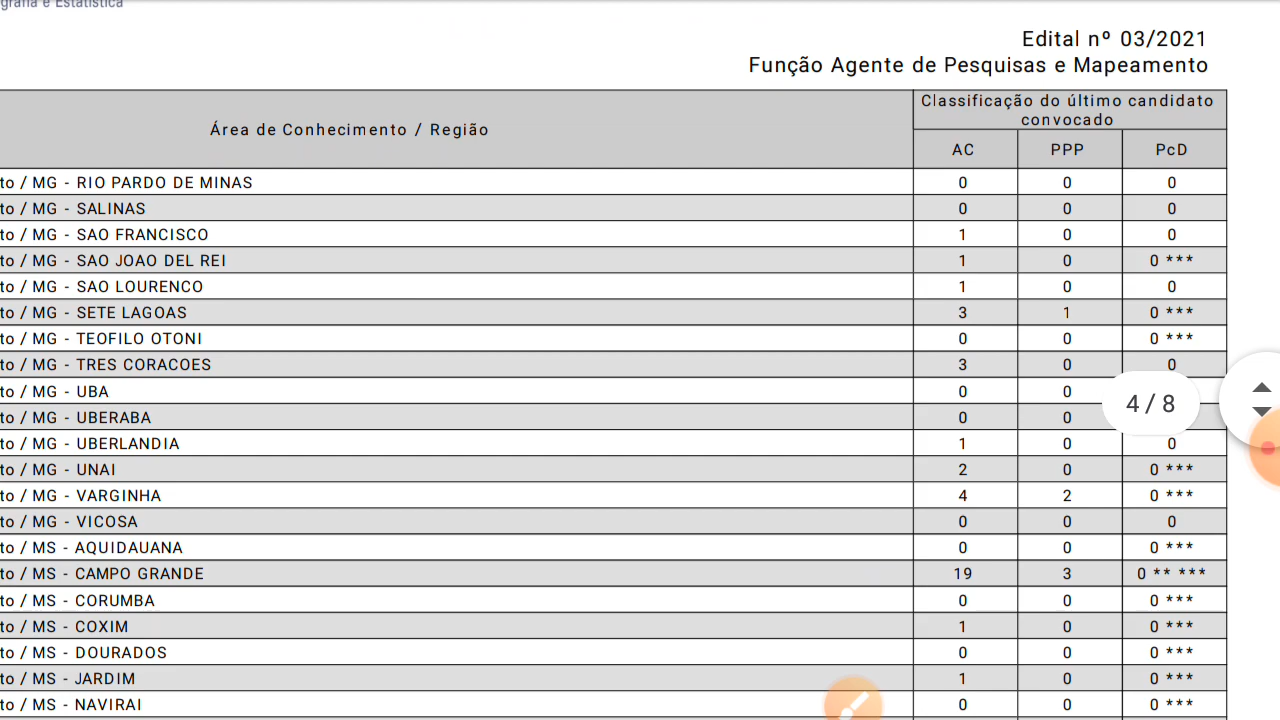 grafia e Estatística
Edital nº 03/2021
Função Agente de Pesquisas e Mapeamento
Área de Conhecimento / Região
Classificação do último candidato
convocado
AC PPP PcD
to / MG - RIO PARDO DE MINAS 0 0 0
to / MG - SALINAS 0 0 0
to / MG - SAO FRANCISCO 1 0 0
to / MG - SAO JOAO DEL REI 1 0 0 ***
to / MG - SAO LOURENCO 1 0 0
to / MG - SETE LAGOAS 3 1 0 ***
to / MG - TEOFILO OTONI 0 0 0 ***
to / MG - TRES CORACOES 3 0 0
to / MG - UBA 0 0
4 / 8
to / MG - UBERABA 0 0
to / MG - UBERLANDIA 1 0 0
to / MG - UNAI 2 0 0 ***
to / MG - VARGINHA 4 2 0 ***
to / MG - VICOSA 0 0 0
to / MS - AQUIDAUANA 0 0 0 ***
to / MS - CAMPO GRANDE 19 3 0 ** ***
to / MS - CORUMBA 0 0 0 ***
to / MS - COXIM 1 0 0 ***
to / MS - DOURADOS 0 0 0 ***
to / MS - JARDIM 1 0 0 ***
to / MS - NAVIRAI 0 0 0 ***